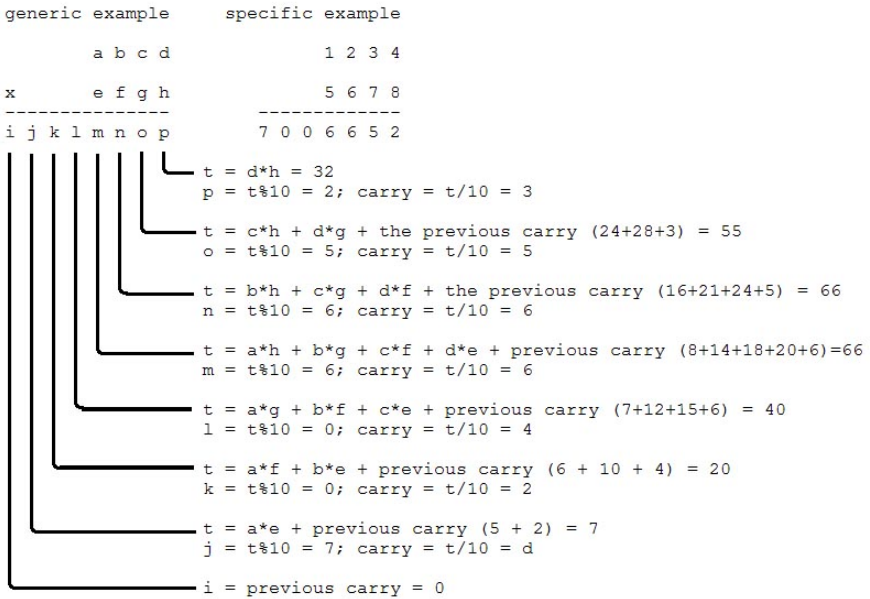 generic example specific example
a b c d 1 2 3 4
x e f g h 5 6 7 8
--------------- -------------
i j k l m n o p 7 0 0 6 6 5 2
t = d*h = 32
p = t%10 = 2; carry = t/10 = 3
t = c*h + d*g + the previous carry (24+28+3) = 55
o = t%10 = 5; carry = t/10 = 5
t = b*h + c*g + d*f + the previous carry (16+21+24+5) = 66
n = t%10 = 6; carry = t/10 = 6
t = a*h + b*g + c*f + d*e + previous carry (8+14+18+20+6)=66
m = t%10 = 6; carry = t/10 = 6
t = a*g + b*f + c*e + previous carry (7+12+15+6) = 40
l = t%10 = 0; carry = t/10 = 4
t = a*f + b*e + previous carry (6 + 10 + 4) = 20
k = t%10 = 0; carry = t/10 = 2
t = a*e + previous carry (5 + 2) = 7
j = t%10 = 7; carry = t/10 = d
i = previous carry = 0